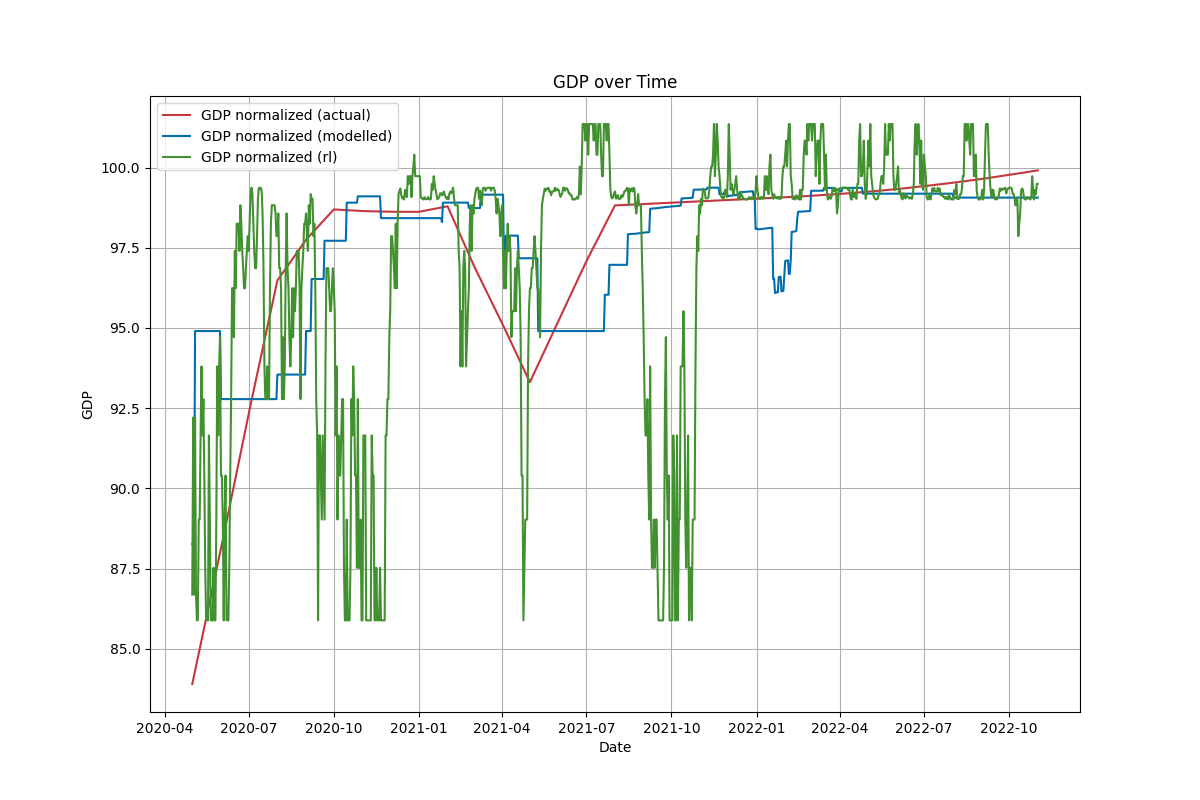 GDP over Time
GDP normalized (actual)
GDP normalized (modelled)
GDP normalized (rl)
100.0
97.5
95.0
92.5
90.0
87.5
85.0
GDP
2020-04 2020-07 2020-10 2021-01 2021-04 2021-07 2021-10 2022-01 2022-04 2022-07 2022-10
Date